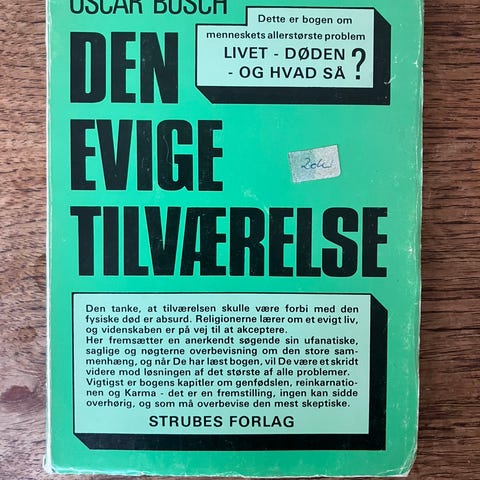 OSCAR BUSCH
Dette er bogen om
menneskets allerstørste problem
LIVET - DØDEN
- OG HVAD SÅ ?
DEN
EVIGE
TILVÆRELSE
Den tanke, at tilværelsen skulle være forbi med den
fysiske død er absurd. Religionerne lærer om et evigt liv,
og videnskaben er på vej til at acceptere.
Her fremsætter en anerkendt søgende sin ufanatiske,
saglige og nøgterne overbevisning om den store sam-
menhæng, og når De har læst bogen, vil De være et skridt
videre mod løsningen af det største af alle problemer.
Vigtigst er bogens kapitler om genfødslen, reinkarnatio-
nen og Karma - det er en fremstilling, ingen kan sidde
overhørig, og som må overbevise den mest skeptiske.
STRUBES FORLAG